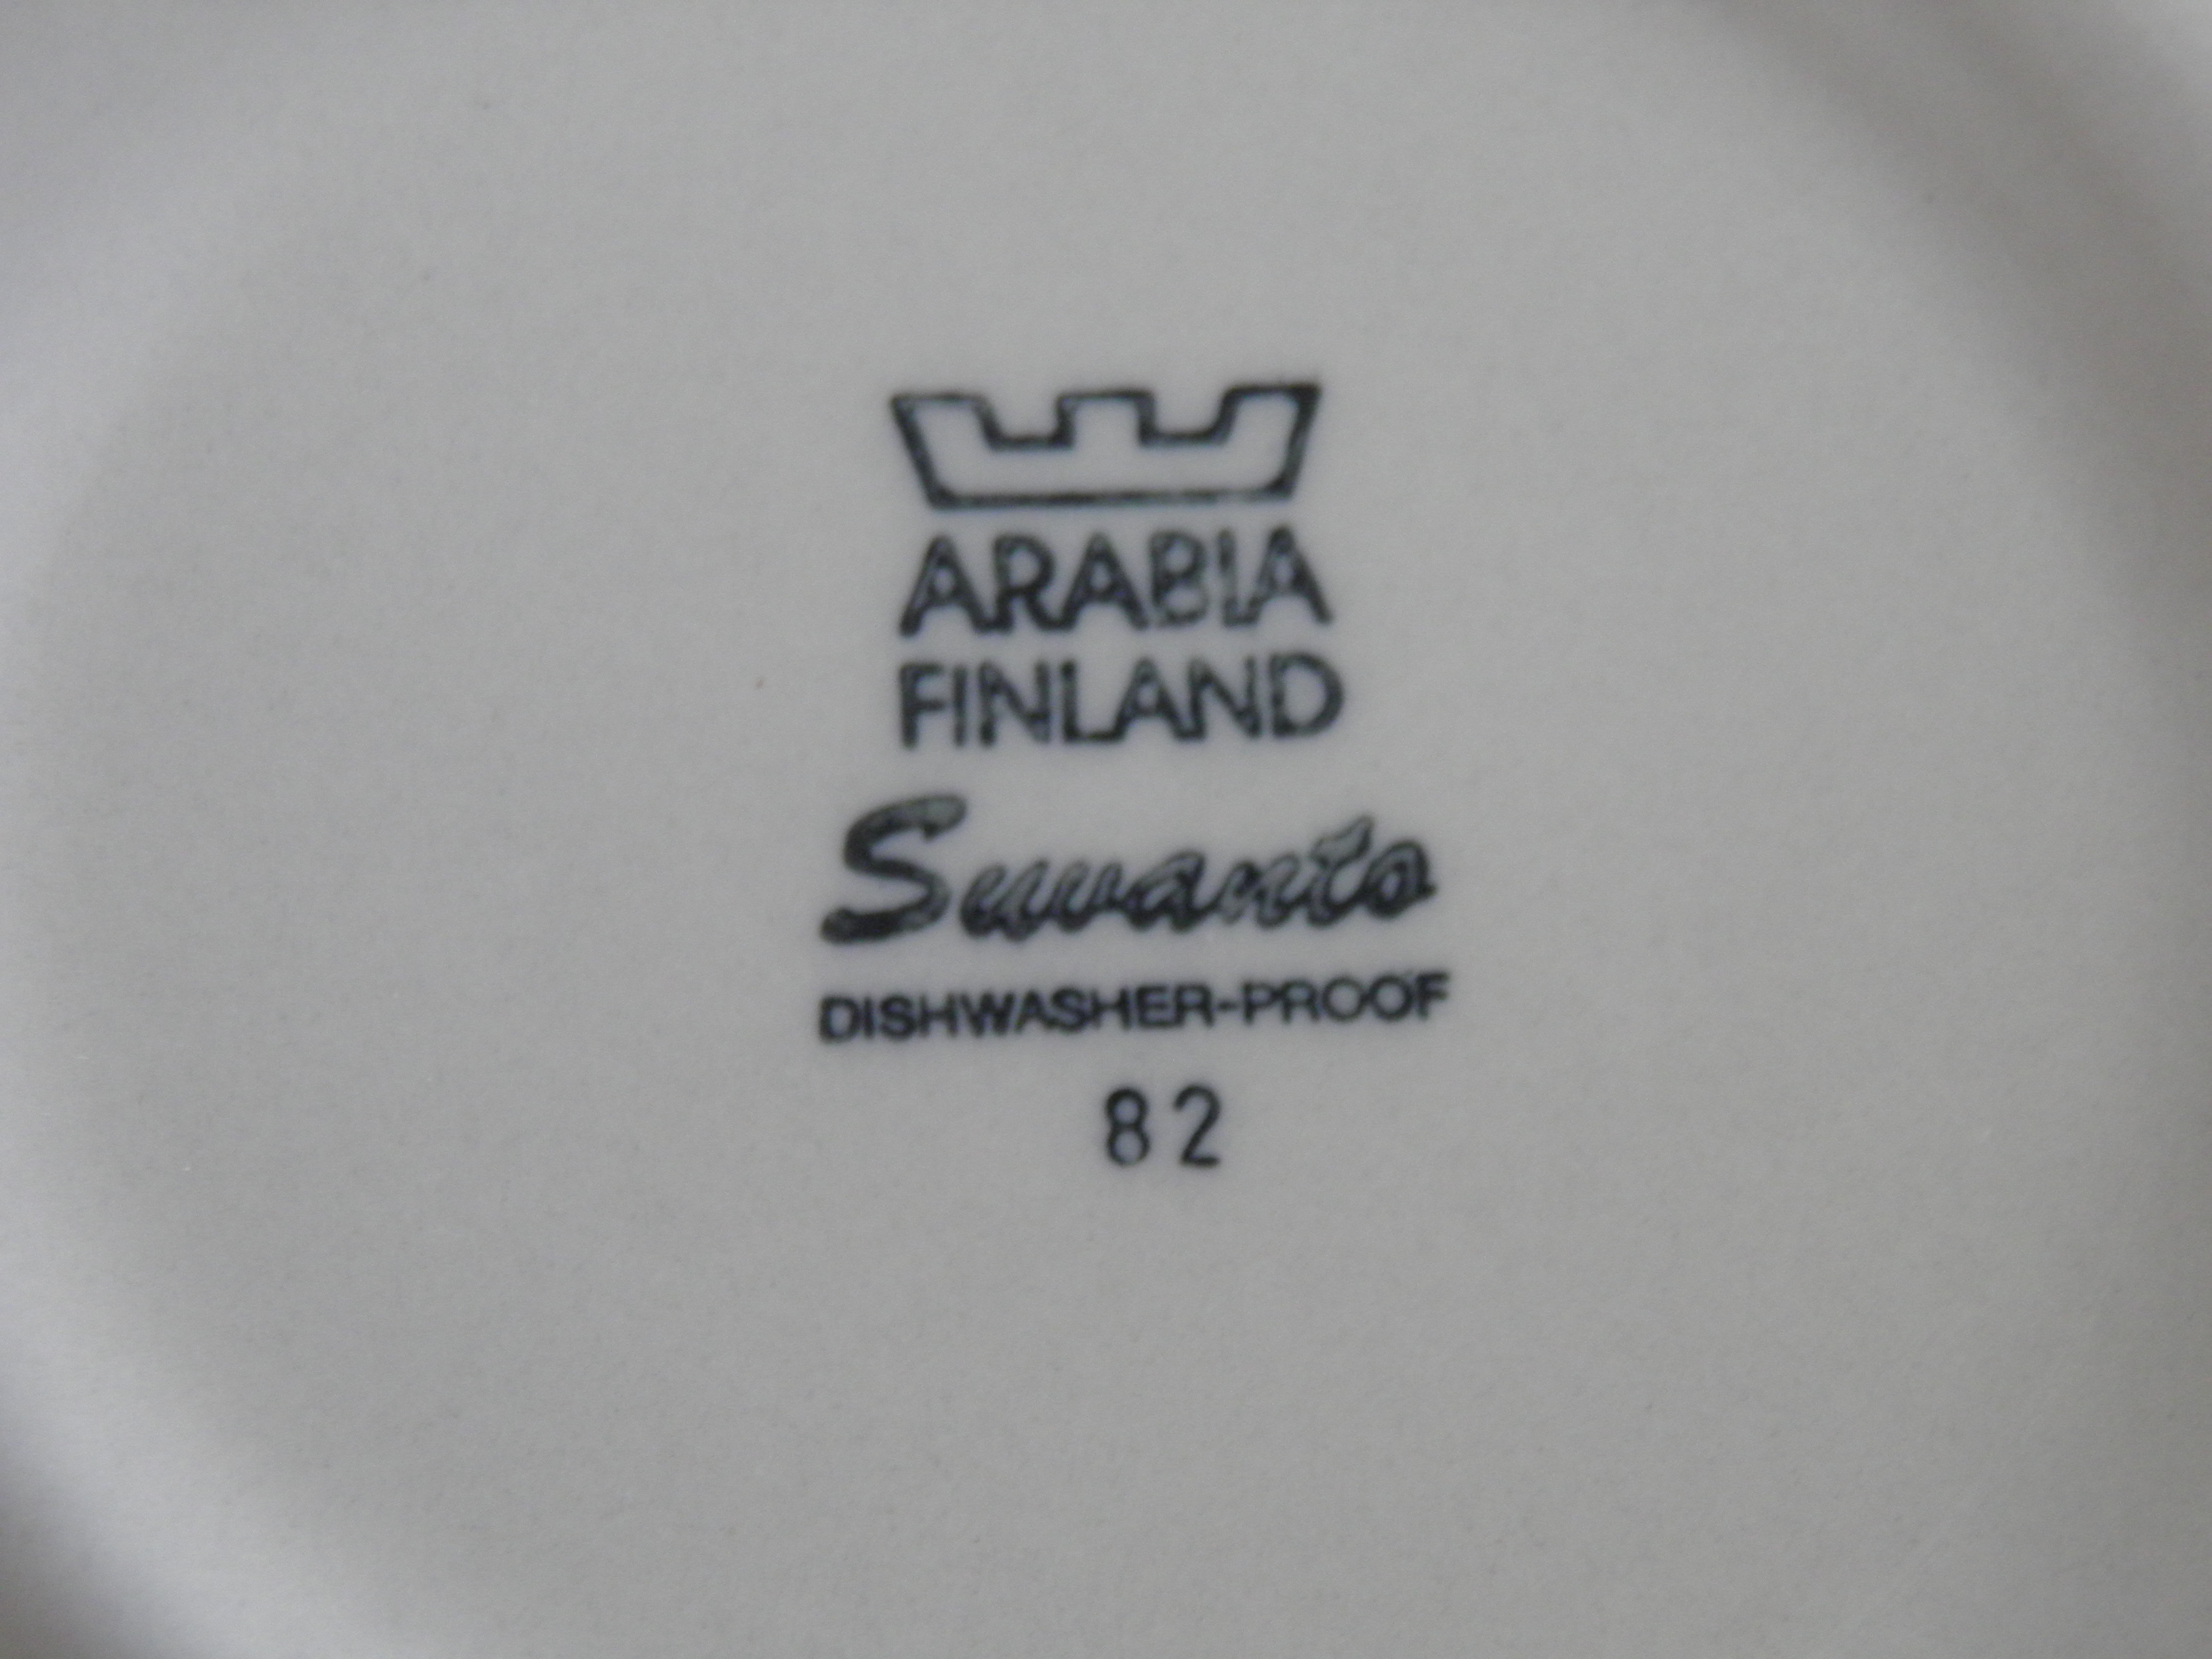 ARABIA
FINLAND
Suvanto
DISHWASHER-PROOF
82